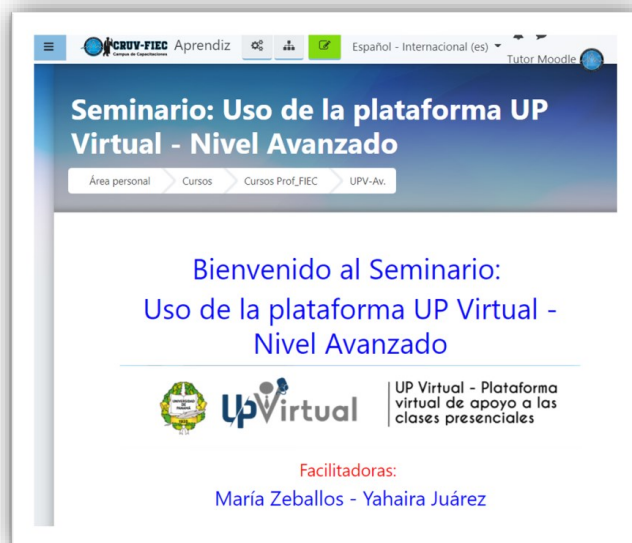 CRUV-FIEC Aprendiz Español - Internacional (es)
Campus de Capacitaciones
Tutor Moodle
Seminario: Uso de la plataforma UP
Virtual - Nivel Avanzado
Área personal Cursos Cursos Prof_FIEC UPV-Av.
Bienvenido al Seminario:
Uso de la plataforma UP Virtual -
Nivel Avanzado
UpVirtual
UP Virtual - Plataforma
virtual de apoyo a las
clases presenciales
Facilitadoras:
María Zeballos - Yahaira Juárez